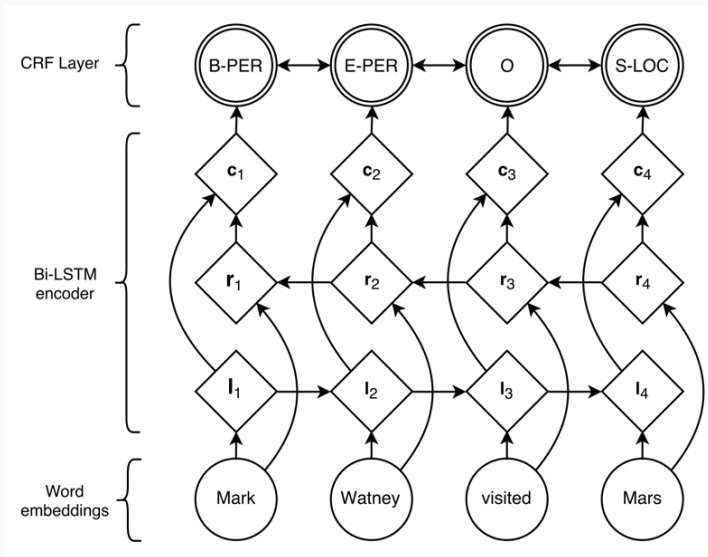 CRF Layer
B-PER
E-PER
O
S-LOC
c1
c2
c3
c4
Bi-LSTM
encoder
r1
r2
r3
r4
l1
l2
l3
l4
Word
embeddings
Mark
Watney
visited
Mars